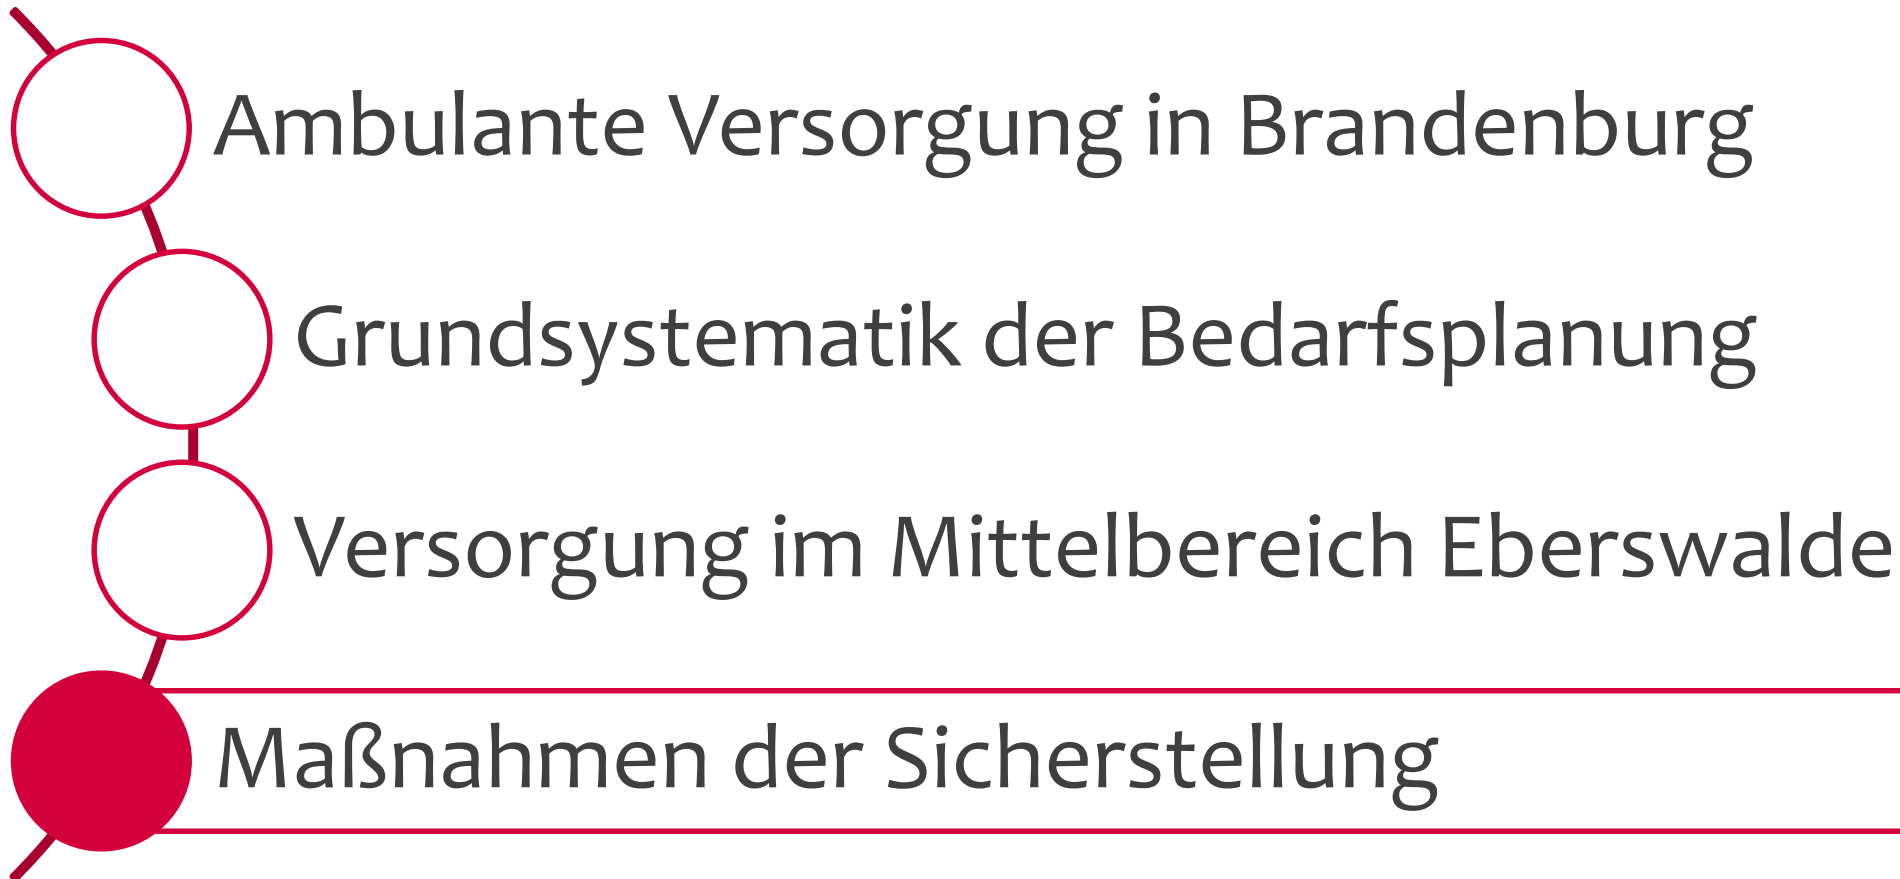 Ambulante Versorgung in Brandenburg
Grundsystematik der Bedarfsplanung
Versorgung im Mittelbereich Eberswalde
Maßnahmen der Sicherstellung